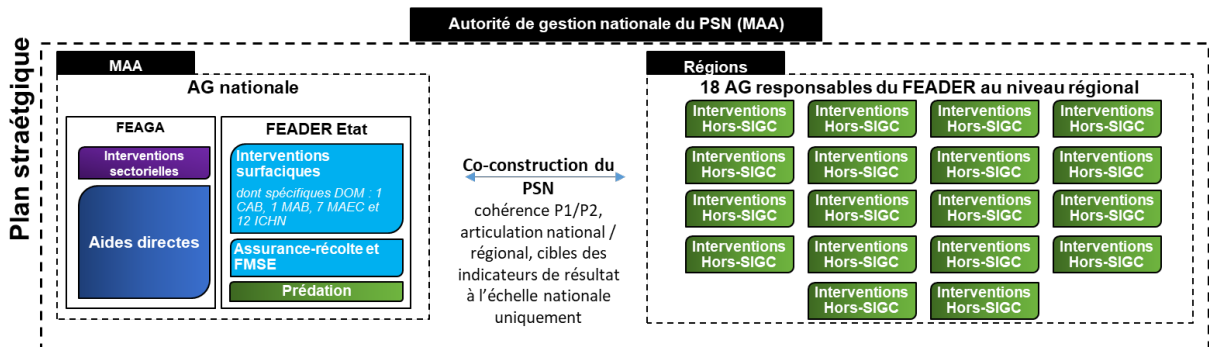 Autorité de gestion nationale du PSN (MAA)
Plan straétgique
MAA
AG nationale
FEAGA
Interventions
sectorielles
Aides directes
FEADER Etat
Interventions
surfaciques
dont spécifiques DOM : 1
CAB, 1 MAB, 7 MAEC et
12 ICHN
Assurance-récolte et
FMSE
Prédation
Co-construction du
PSN
cohérence P1/P2,
articulation national /
régional, cibles des
indicateurs de résultat
à l'échelle nationale
uniquement
Régions
18 AG responsables du FEADER au niveau régional
Interventions
Hors-SIGC
Interventions
Hors-SIGC
Interventions
Hors-SIGC
Interventions
Hors-SIGC
Interventions
Hors-SIGC
Interventions
Hors-SIGC
Interventions
Hors-SIGC
Interventions
Hors-SIGC
Interventions
Hors-SIGC
Interventions
Hors-SIGC
Interventions
Hors-SIGC
Interventions
Hors-SIGC
Interventions
Hors-SIGC
Interventions
Hors-SIGC
Interventions
Hors-SIGC
Interventions
Hors-SIGC
Interventions
Hors-SIGC
Interventions
Hors-SIGC